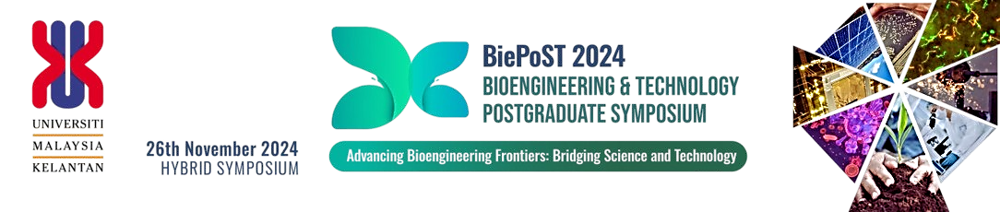 UNIVERSITI
MALAYSIA
KELANTAN
26th November 2024
HYBRID SYMPOSIUM
BiePoST 2024
BIOENGINEERING & TECHNOLOGY
POSTGRADUATE SYMPOSIUM
Advancing Bioengineering Frontiers: Bridging Science and Technology